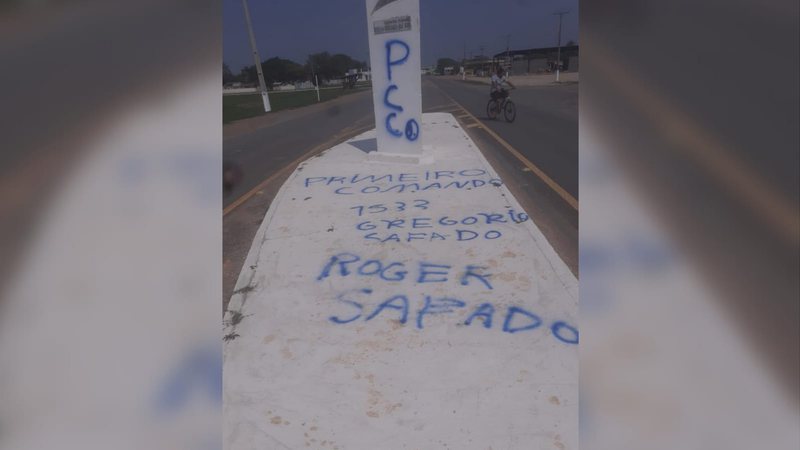 PCC
PRIMEIRO
COMANDO
1533
GREGORIO
SAFADO
ROGER
SAFADO